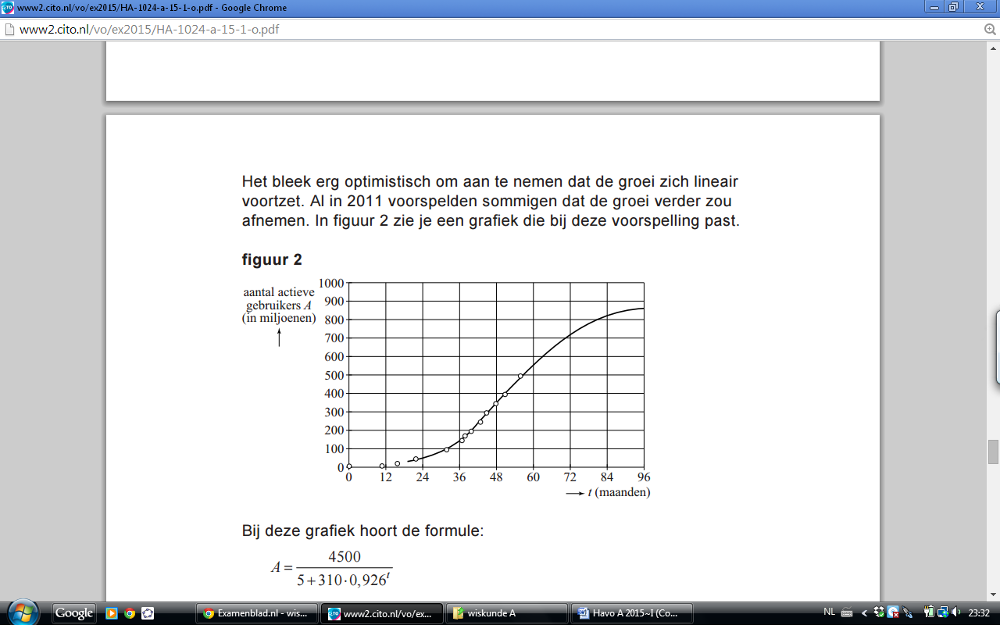 www2.cito.nl/vo/ex2015/HA-1024-a-15-1-o.pdf - Google Chrome
www2.cito.nl/vo/ex2015/HA-1024-a-15-1-o.pdf
Het bleek erg optimistisch om aan te nemen dat de groei zich lineair
voortzet. Al in 2011 voorspelden sommigen dat de groei verder zou
afnemen. In figuur 2 zie je een grafiek die bij deze voorspelling past.
figuur 2
aantal actieve
gebruikers A
(in miljoenen)
1000
900
800
700
600
500
400
300
200
100
0
0 12 24 36 48 60 72 84 96
t (maanden)
Bij deze grafiek hoort de formule:
A = 4500 / 5+310·0,926^t
Google Examenblad.nl - wis... www2.cito.nl/vo/ex... wiskunde A Havo A 2015~I (Co... NL 23:32